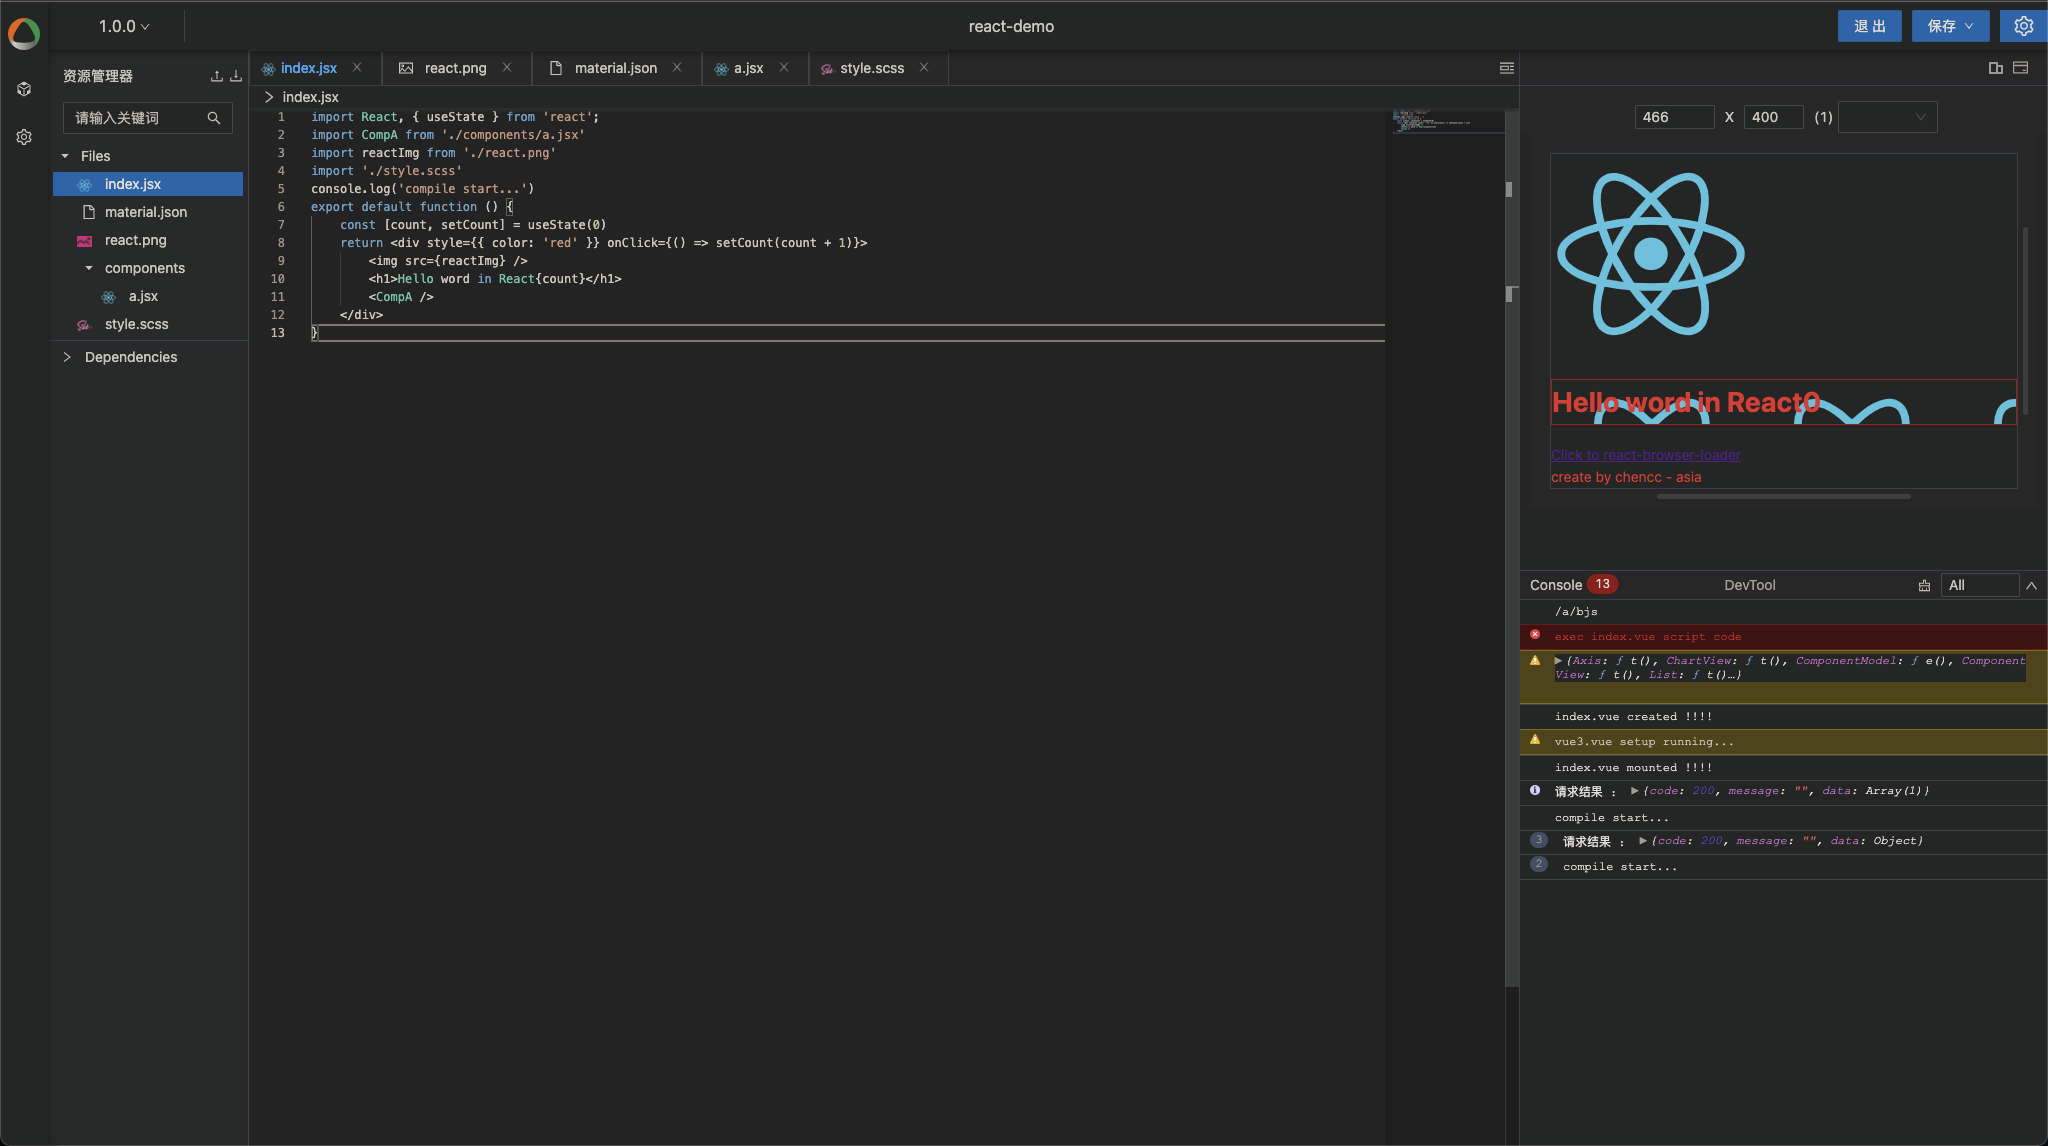 1.0.0
react-demo
退 出
保存
资源管理器
请输入关键词
Files
index.jsx
material.json
react.png
components
a.jsx
style.scss
Dependencies
index.jsx
react.png
material.json
a.jsx
style.scss
index.jsx
1 import React, { useState } from 'react';
2 import CompA from './components/a.jsx'
3 import reactImg from './react.png'
4 import './style.scss'
5 console.log('compile start...')
6 export default function () {
7 const [count, setCount] = useState(0)
8 return <div style={{ color: 'red' }} onClick={() => setCount(count + 1)}>
9 <img src={reactImg} />
10 <h1>Hello word in React{count}</h1>
11 <CompA />
12 </div>
13 }
466 X 400 (1)
Hello word in React0
Click to react-browser-loader
create by chencc - asia
Console 13
DevTool
All
/a/bjs
exec index.vue script code
▶{Axis: ƒ t(), ChartView: ƒ t(), ComponentModel: ƒ e(), Component
View: ƒ t(), List: ƒ t()…}
index.vue created !!!!
vue3.vue setup running...
index.vue mounted !!!!
请求结果 : ▶{code: 200, message: "", data: Array(1)}
compile start...
3 请求结果 : ▶{code: 200, message: "", data: Object}
2 compile start...